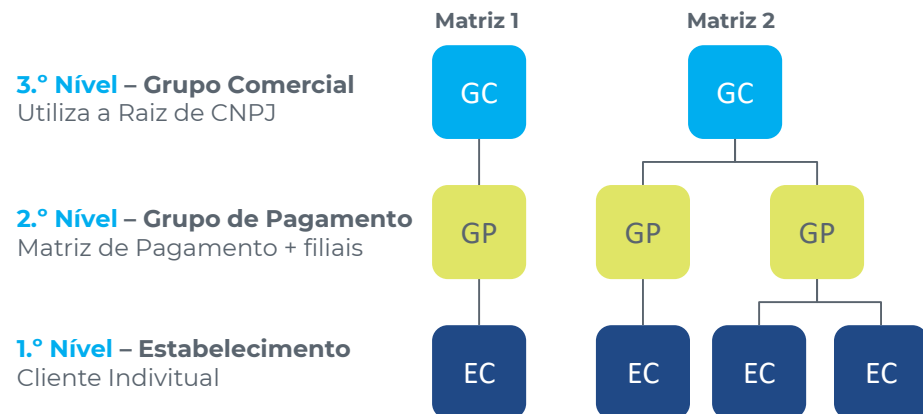 Matriz 1
Matriz 2
3.º Nível – Grupo Comercial
Utiliza a Raiz de CNPJ
GC
GC
2.º Nível – Grupo de Pagamento
Matriz de Pagamento + filiais
GP
GP
GP
1.º Nível – Estabelecimento
Cliente Indivitual
EC
EC
EC
EC